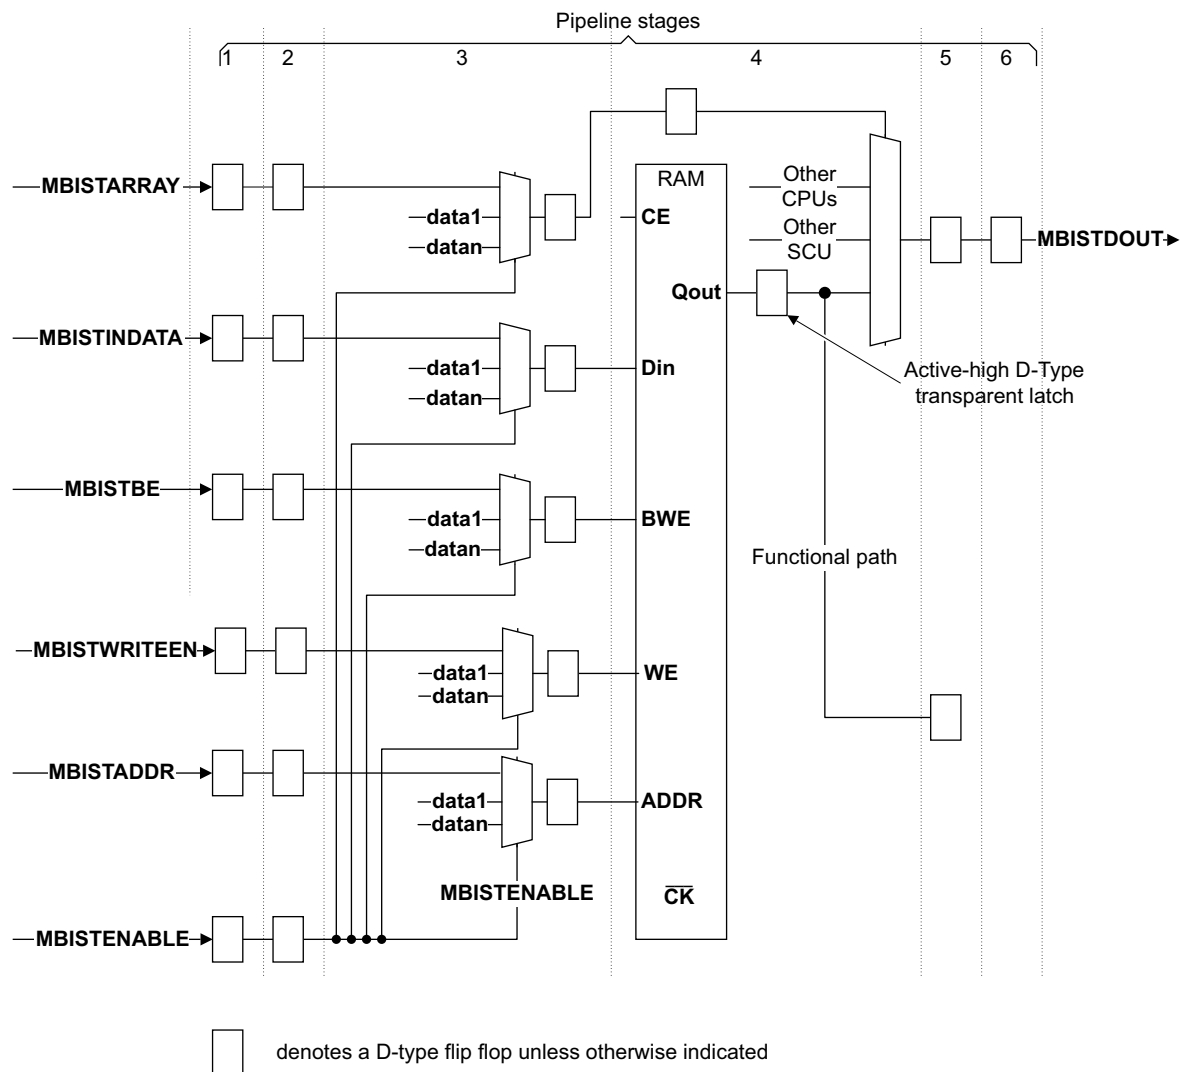 Pipeline stages
1 2 3 4 5 6
MBISTARRAY
data1
datan
RAM
CE
Other
CPUs
Other
SCU
MBISTDOUT
Qout
MBISTINDATA
data1
datan
Din
Active-high D-Type
transparent latch
MBISTBE
data1
datan
BWE
Functional path
MBISTWRITEEN
data1
datan
WE
MBISTADDR
data1
datan
ADDR
MBISTENABLE
CK
MBISTENABLE
denotes a D-type flip flop unless otherwise indicated